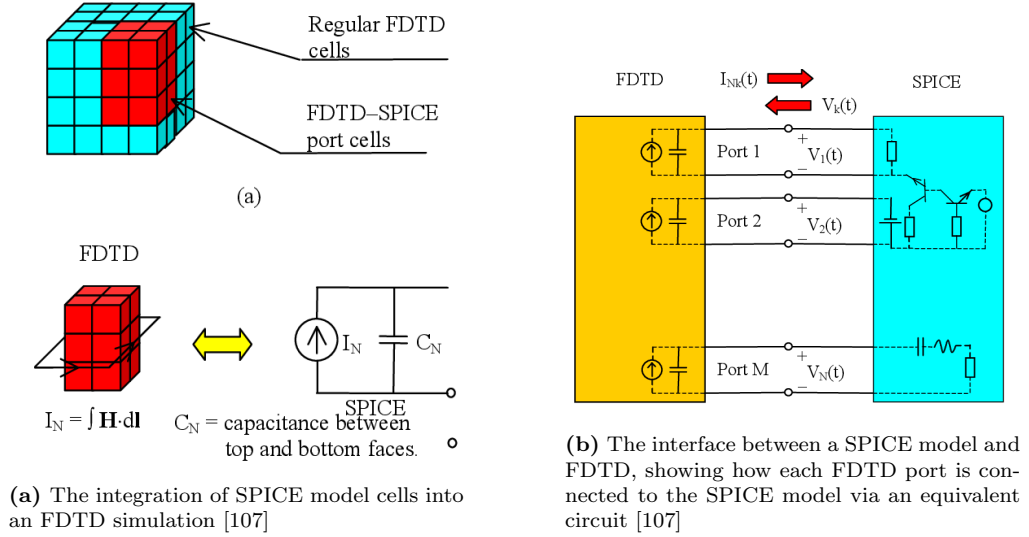 Regular FDTD
cells
FDTD–SPICE
port cells
(a)
FDTD
I_N
C_N
SPICE
I_N = ∫ H·dl
C_N = capacitance between
top and bottom faces.
(a) The integration of SPICE model cells into
an FDTD simulation [107]
I_Nk(t)
FDTD
SPICE
V_k(t)
Port 1
+
V_1(t)
−
Port 2
+
V_2(t)
−
Port M
+
V_N(t)
−
(b) The interface between a SPICE model and
FDTD, showing how each FDTD port is con-
nected to the SPICE model via an equivalent
circuit [107]